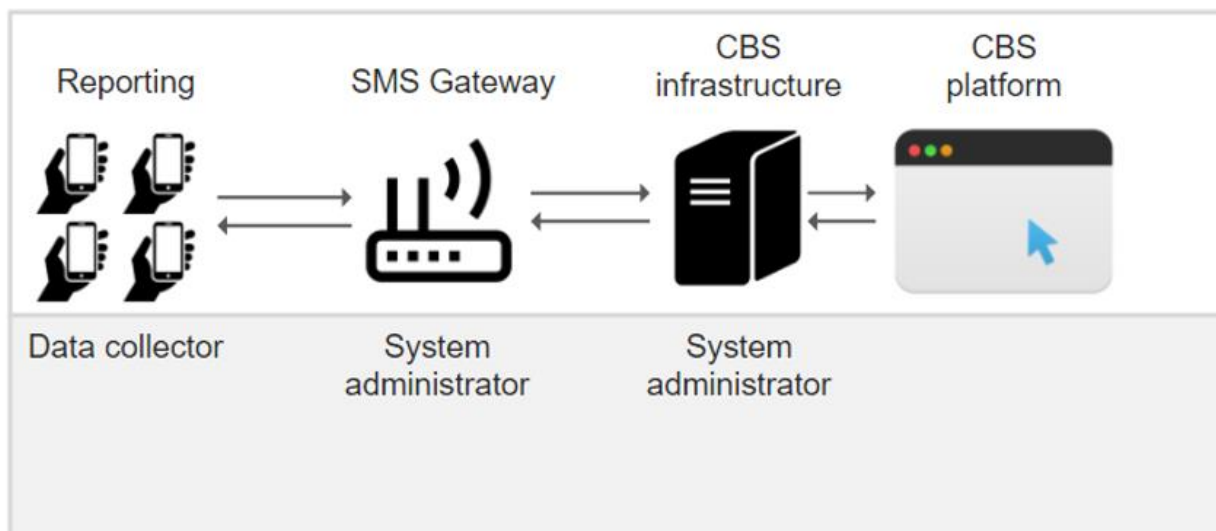 Reporting
SMS Gateway
CBS
infrastructure
CBS
platform
Data collector
System
administrator
System
administrator